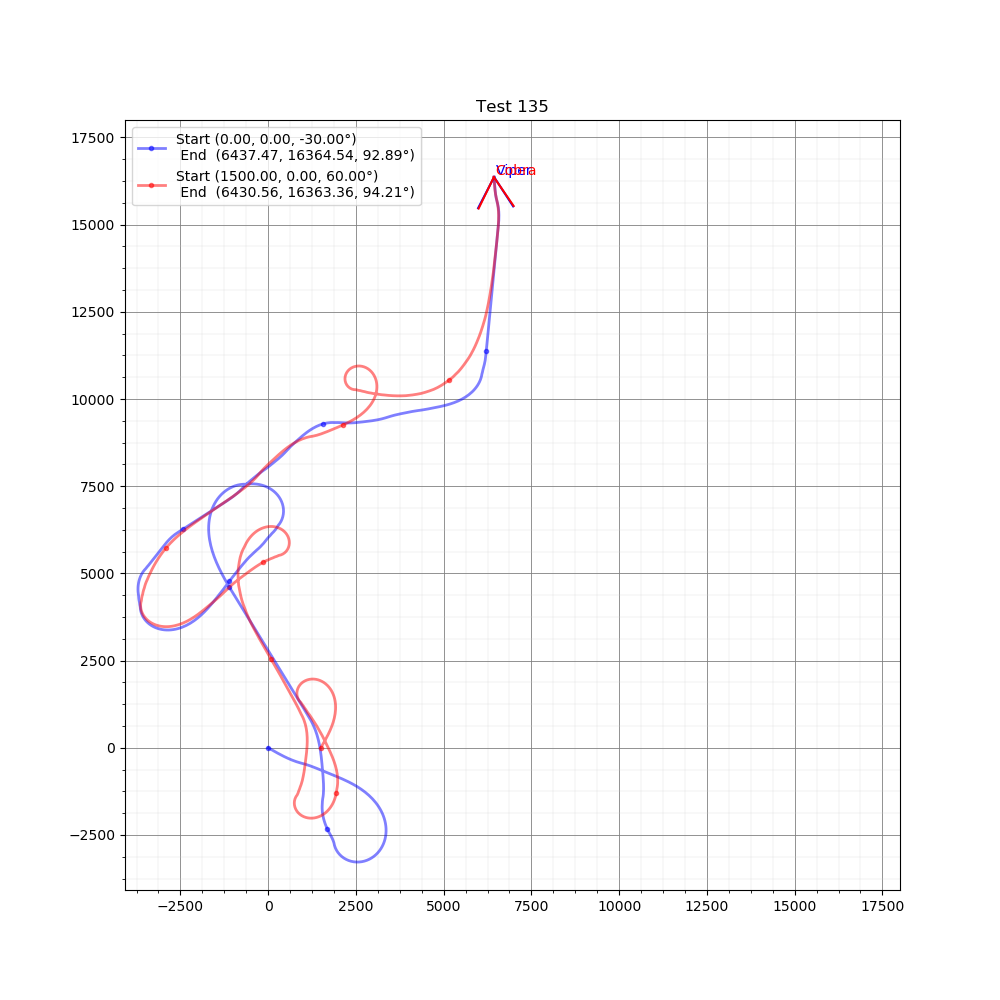 Test 135
Start (0.00, 0.00, -30.00°)
End (6437.47, 16364.54, 92.89°)
Start (1500.00, 0.00, 60.00°)
End (6430.56, 16363.36, 94.21°)
17500
15000
12500
10000
7500
5000
2500
0
−2500
−2500 0 2500 5000 7500 10000 12500 15000 17500